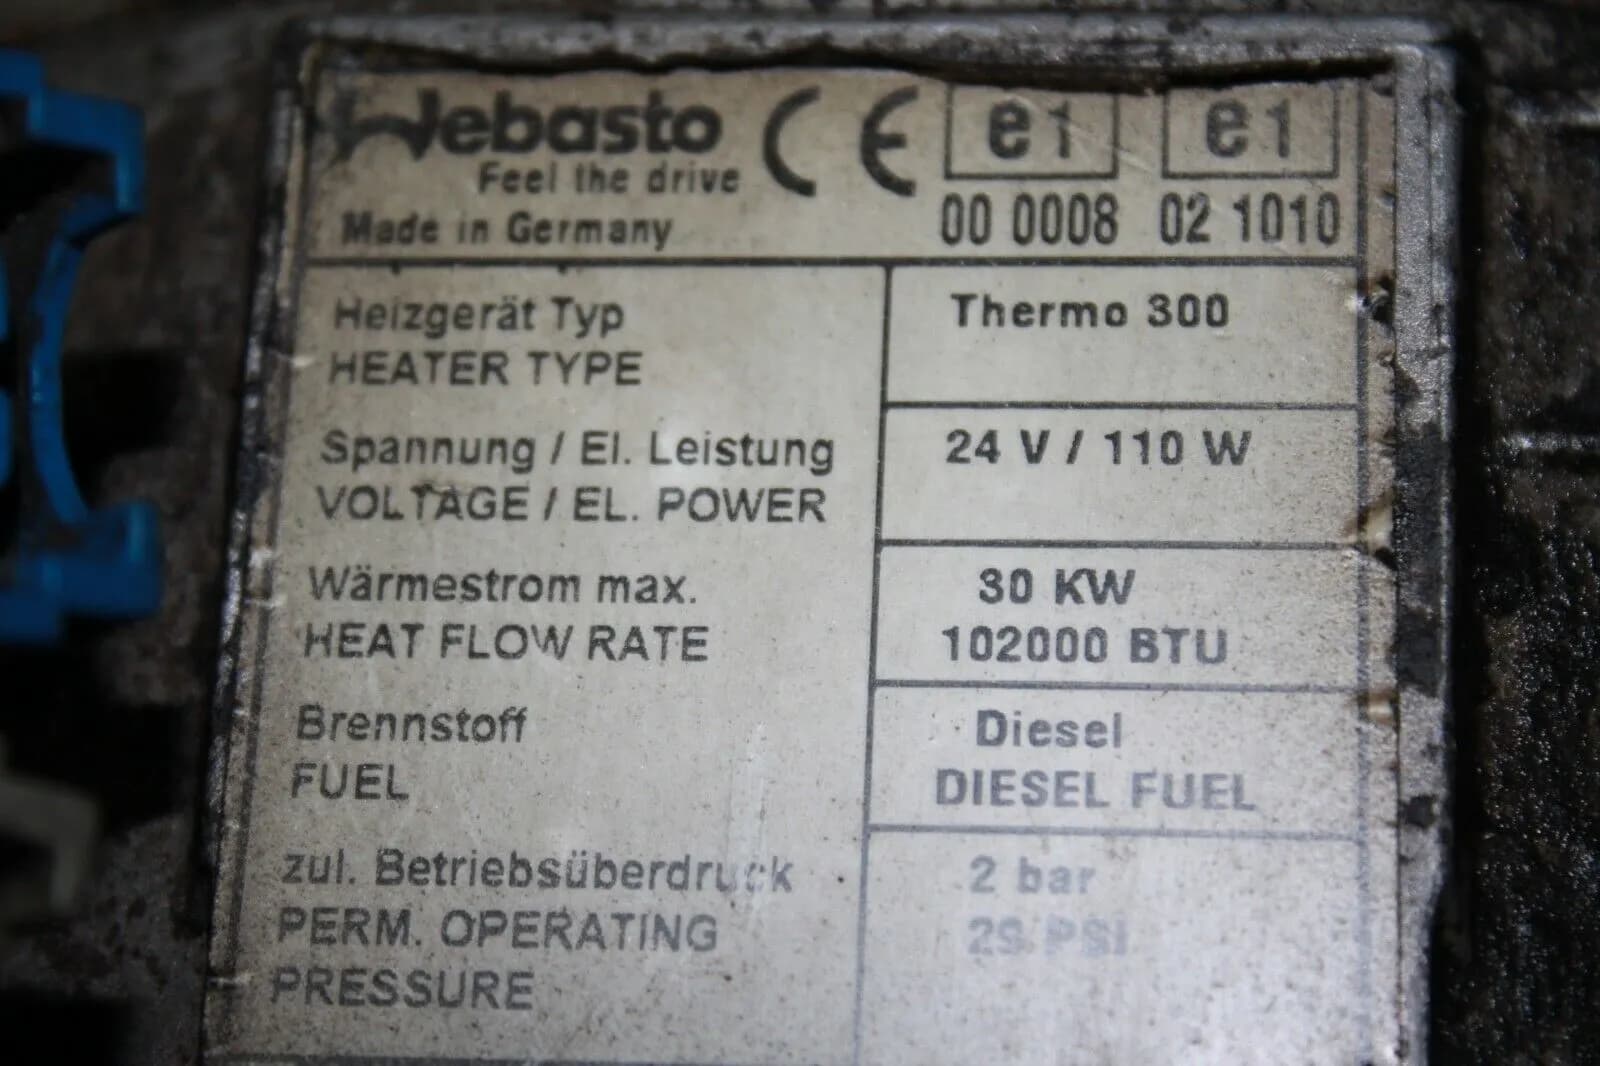 Webasto CE e1 e1
Feel the drive
Made in Germany 00 0008 02 1010
Heizgerät Typ Thermo 300
HEATER TYPE
Spannung / El. Leistung 24 V / 110 W
VOLTAGE / EL. POWER
Wärmestrom max. 30 KW
HEAT FLOW RATE 102000 BTU
Brennstoff Diesel
FUEL DIESEL FUEL
zul. Betriebsüberdruck 2 bar
PERM. OPERATING 29 PSI
PRESSURE